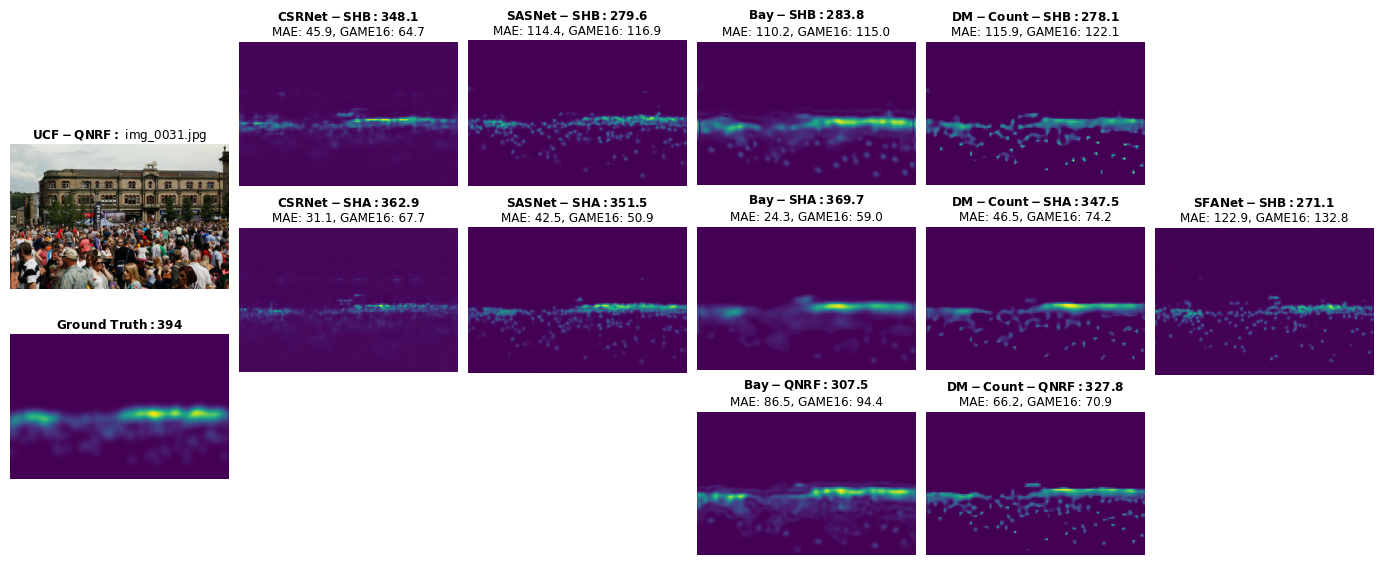 UCF − QNRF : img_0031.jpg
Ground Truth : 394
CSRNet − SHB : 348.1
MAE: 45.9, GAME16: 64.7
SASNet − SHB : 279.6
MAE: 114.4, GAME16: 116.9
Bay − SHB : 283.8
MAE: 110.2, GAME16: 115.0
DM − Count − SHB : 278.1
MAE: 115.9, GAME16: 122.1
CSRNet − SHA : 362.9
MAE: 31.1, GAME16: 67.7
SASNet − SHA : 351.5
MAE: 42.5, GAME16: 50.9
Bay − SHA : 369.7
MAE: 24.3, GAME16: 59.0
DM − Count − SHA : 347.5
MAE: 46.5, GAME16: 74.2
SFANet − SHB : 271.1
MAE: 122.9, GAME16: 132.8
Bay − QNRF : 307.5
MAE: 86.5, GAME16: 94.4
DM − Count − QNRF : 327.8
MAE: 66.2, GAME16: 70.9